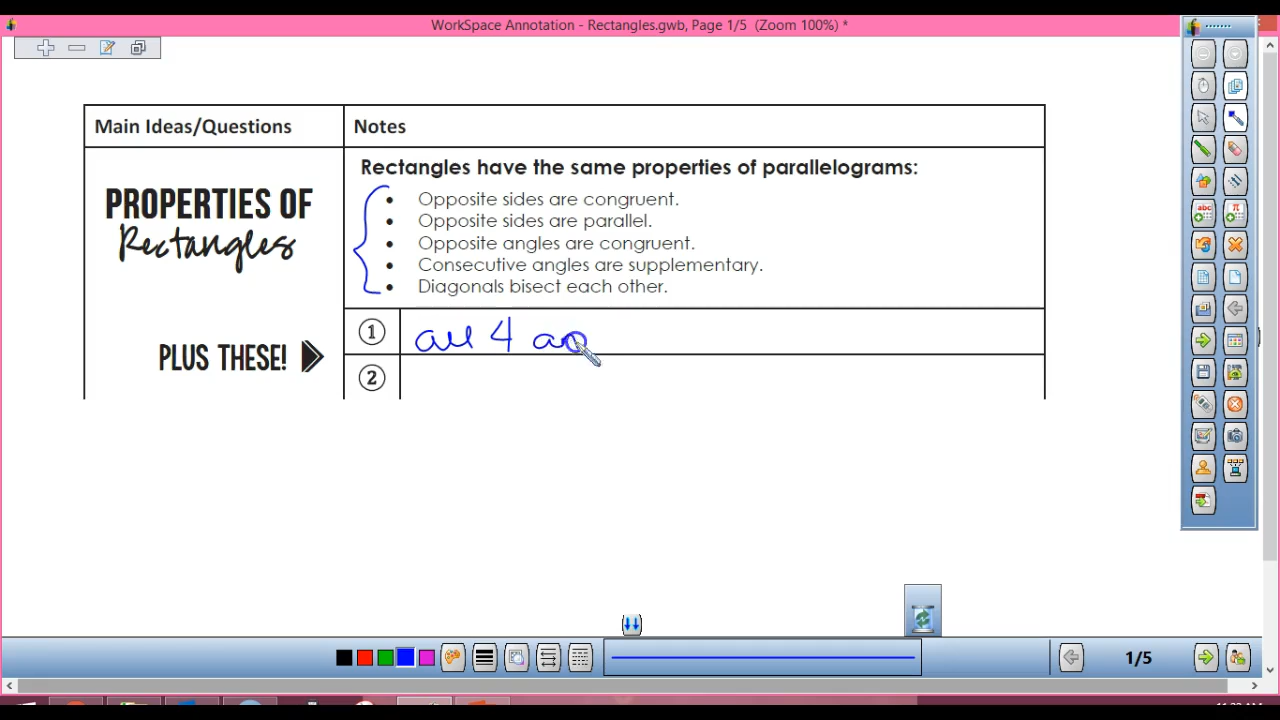 WorkSpace Annotation - Rectangles.gwb, Page 1/5 (Zoom 100%) *
Main Ideas/Questions
Notes
PROPERTIES OF
Rectangles
Rectangles have the same properties of parallelograms:
• Opposite sides are congruent.
• Opposite sides are parallel.
• Opposite angles are congruent.
• Consecutive angles are supplementary.
• Diagonals bisect each other.
PLUS THESE!
1 all 4
2
abc
π
1/5